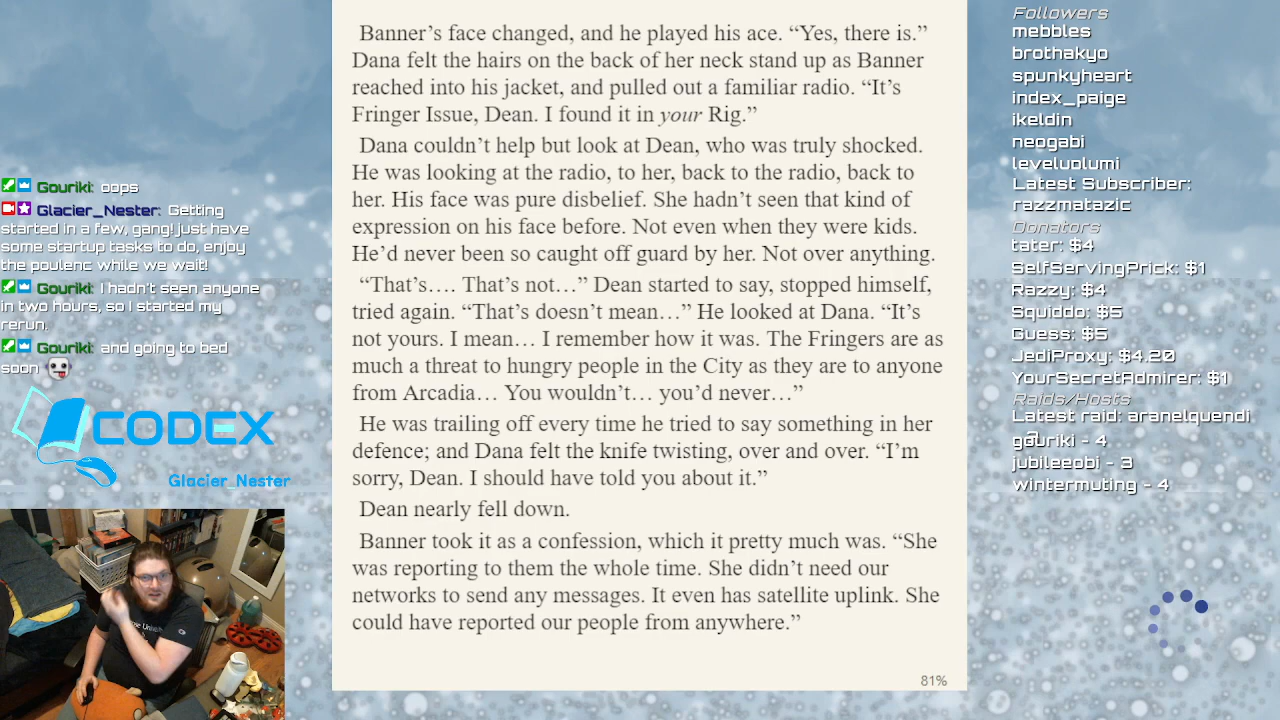 Gouriki: oops
Glacier_Nester: Getting
started in a few, gang! just have
some startup tasks to do, enjoy
the poulenc while we wait!
Gouriki: I hadn't seen anyone
in two hours, so I started my
rerun.
Gouriki: and going to bed
soon
CODEX
Glacier_Nester
Banner’s face changed, and he played his ace. “Yes, there is.”
Dana felt the hairs on the back of her neck stand up as Banner
reached into his jacket, and pulled out a familiar radio. “It’s
Fringer Issue, Dean. I found it in your Rig.”
Dana couldn’t help but look at Dean, who was truly shocked.
He was looking at the radio, to her, back to the radio, back to
her. His face was pure disbelief. She hadn’t seen that kind of
expression on his face before. Not even when they were kids.
He’d never been so caught off guard by her. Not over anything.
“That’s…. That’s not…” Dean started to say, stopped himself,
tried again. “That’s doesn’t mean…” He looked at Dana. “It’s
not yours. I mean… I remember how it was. The Fringers are as
much a threat to hungry people in the City as they are to anyone
from Arcadia… You wouldn’t… you’d never…”
He was trailing off every time he tried to say something in her
defence; and Dana felt the knife twisting, over and over. “I’m
sorry, Dean. I should have told you about it.”
Dean nearly fell down.
Banner took it as a confession, which it pretty much was. “She
was reporting to them the whole time. She didn’t need our
networks to send any messages. It even has satellite uplink. She
could have reported our people from anywhere.”
81%
Followers
mebbles
brothakyo
spunkyheart
index_paige
ikeldin
neogabi
leveluolumi
Latest Subscriber:
razzmatazic
Donators
tater: $4
SelfServingPrick: $1
Razzy: $4
Squiddo: $5
Guess: $5
JediProxy: $4.20
YourSecretAdmirer: $1
Raids/Hosts
Latest raid: aranelquendi
gouriki - 4
jubileeobi - 3
wintermuting - 4